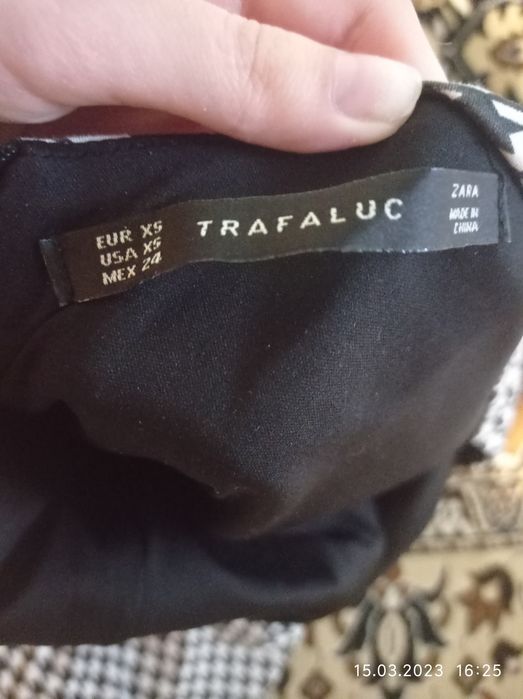 EUR XS
USA XS
MEX 24
TRAFALUC
ZARA
MADE IN
CHINA
15.03.2023 16:25